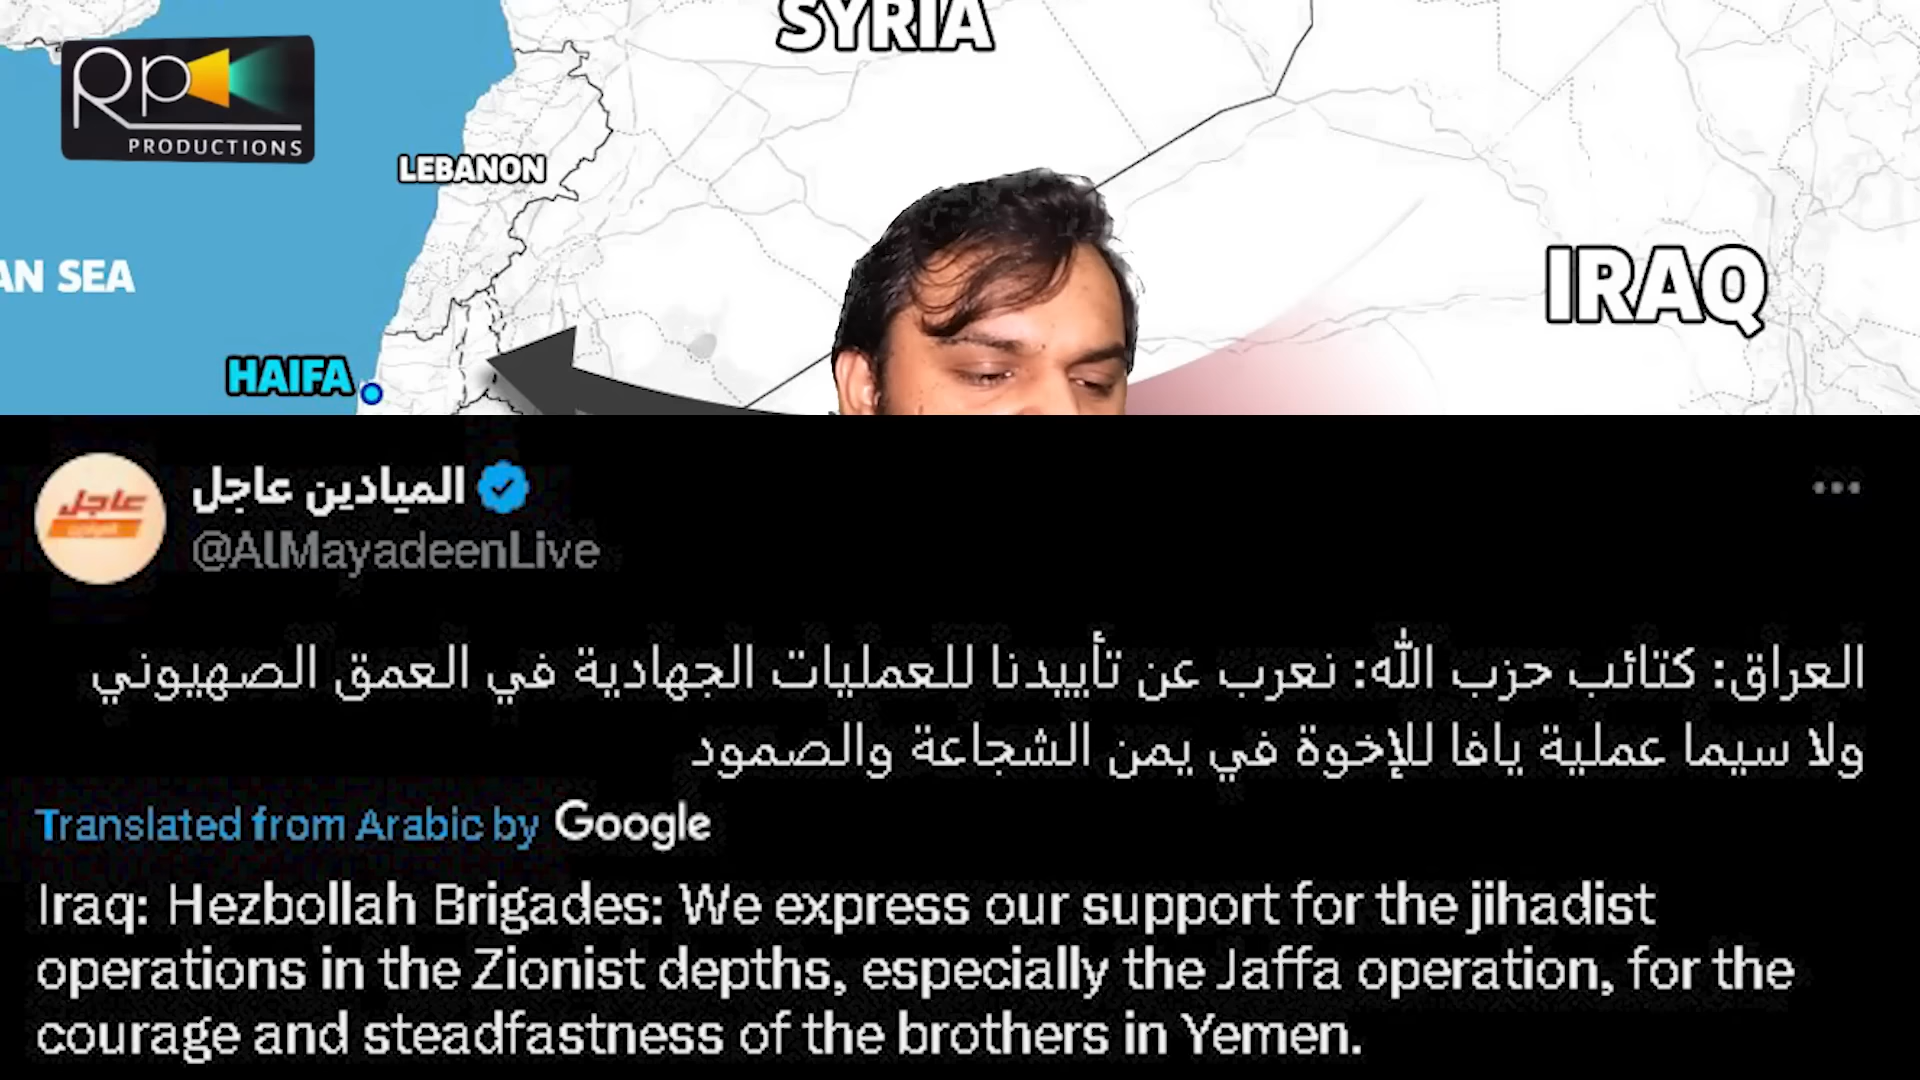 SYRIA
Rp
PRODUCTIONS
LEBANON
AN SEA
IRAQ
HAIFA
عاجل
الميادين عاجل
@AlMayadeenLive
العراق: كتائب حزب الله: نعرب عن تأييدنا للعمليات الجهادية في العمق الصهيوني
ولا سيما عملية يافا للإخوة في يمن الشجاعة والصمود
Translated from Arabic by Google
Iraq: Hezbollah Brigades: We express our support for the jihadist
operations in the Zionist depths, especially the Jaffa operation, for the
courage and steadfastness of the brothers in Yemen.